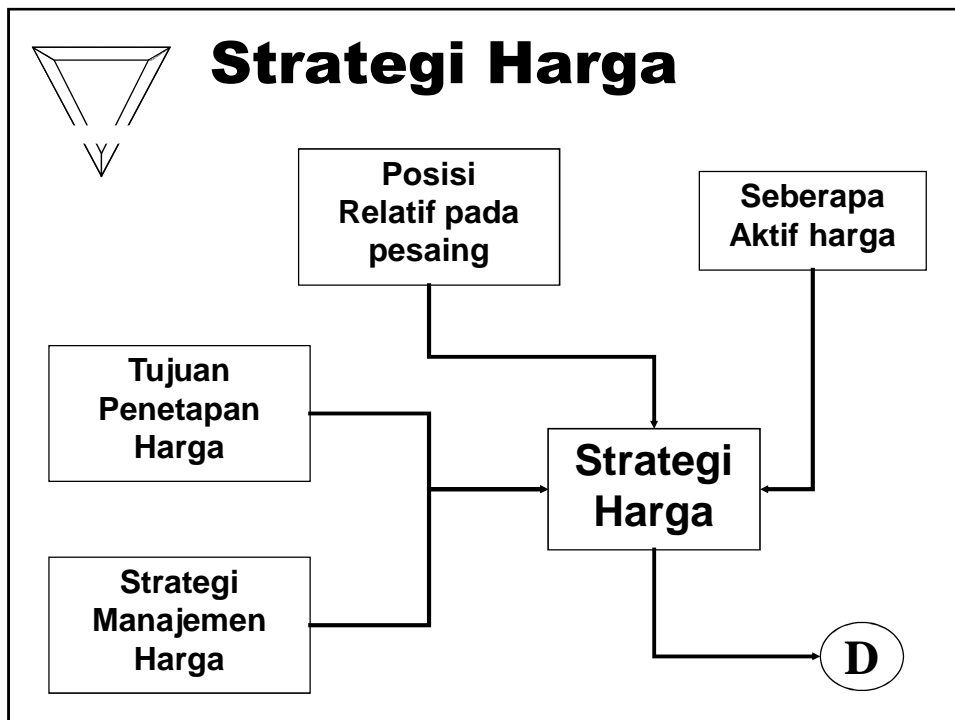 Strategi Harga
Posisi
Relatif pada
pesaing
Seberapa
Aktif harga
Tujuan
Penetapan
Harga
Strategi
Harga
Strategi
Manajemen
Harga
D